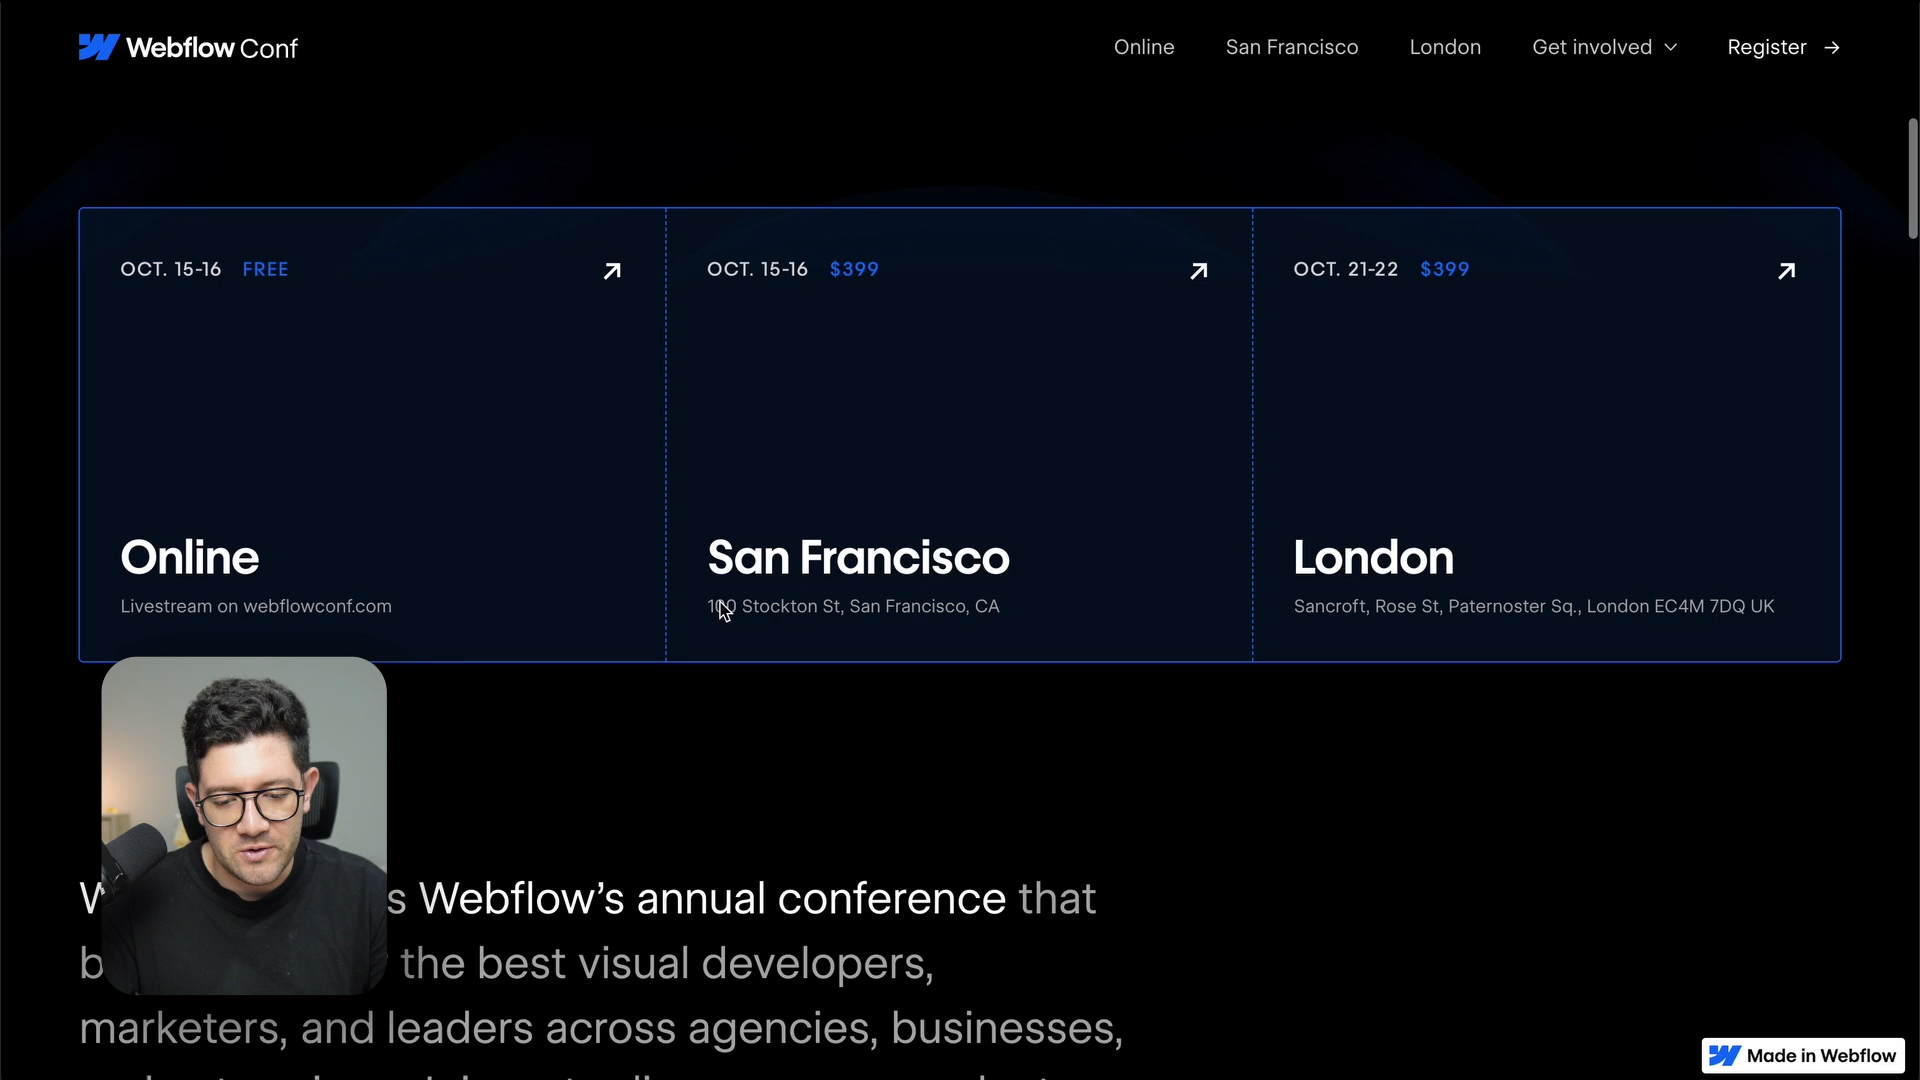 Webflow Conf
Online San Francisco London Get involved Register →
OCT. 15-16 FREE
OCT. 15-16 $399
OCT. 21-22 $399
Online
Livestream on webflowconf.com
San Francisco
100 Stockton St, San Francisco, CA
London
Sancroft, Rose St, Paternoster Sq., London EC4M 7DQ UK
s Webflow’s annual conference that
the best visual developers,
marketers, and leaders across agencies, businesses,
Made in Webflow